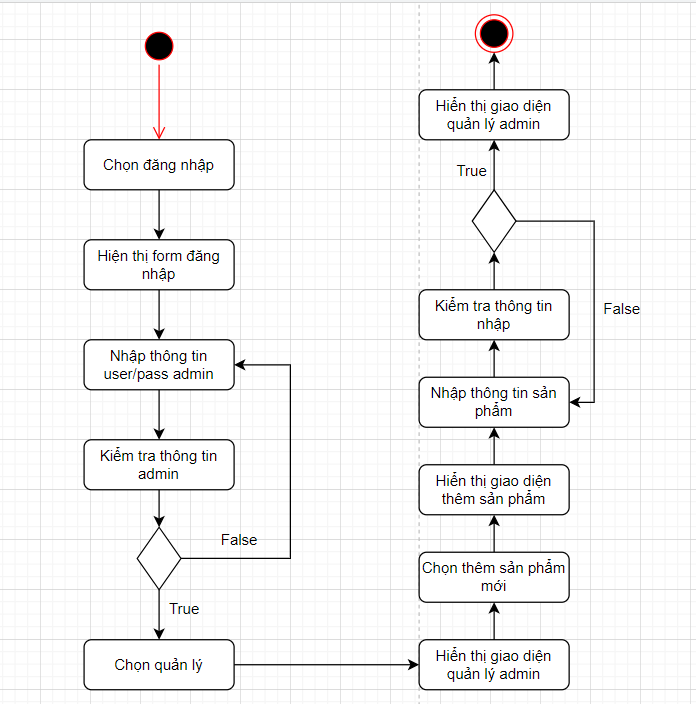 Chọn đăng nhập
Hiện thị form đăng
nhập
Nhập thông tin
user/pass admin
Kiểm tra thông tin
admin
False
True
Chọn quản lý
Hiển thị giao diện
quản lý admin
Chọn thêm sản phẩm
mới
Hiển thị giao diện
thêm sản phẩm
Nhập thông tin sản
phẩm
Kiểm tra thông tin
nhập
False
True
Hiển thị giao diện
quản lý admin